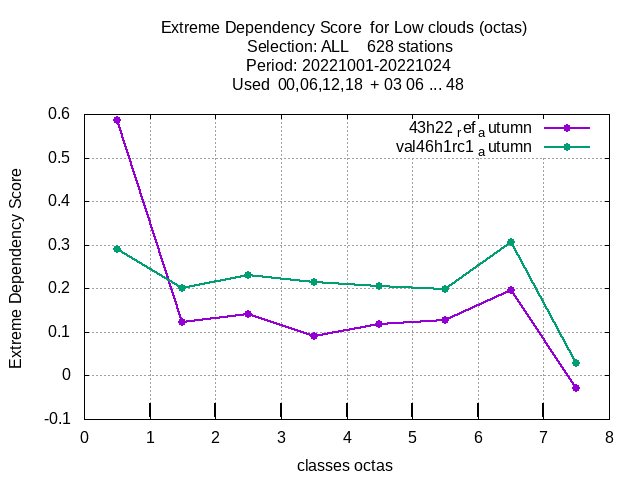 Extreme Dependency Score  for Low clouds (octas)
Selection: ALL    628 stations
Period: 20221001-20221024
Used  00,06,12,18  + 03 06 ... 48
43h22 ref a utumn
val46h1rc1 a utumn
Extreme Dependency Score
0.6
0.5
0.4
0.3
0.2
0.1
0
-0.1
0 1 2 3 4 5 6 7 8
classes octas